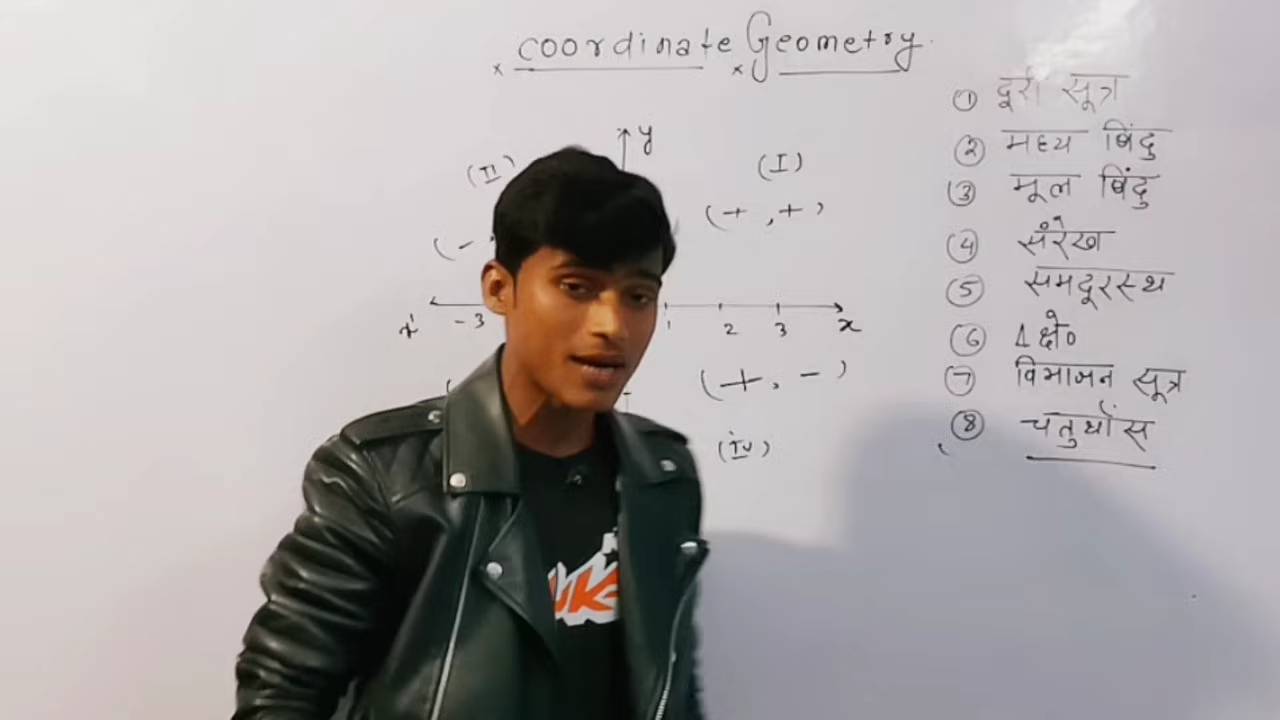 coordinate Geometry
y
(II)
(I)
(-
(+,+)
x' -3 1 2 3 x
(+, -)
(IV)
① दूरी सूत्र
② मध्य बिंदु
③ मूल बिंदु
④ संरेख
⑤ समदूरस्थ
⑥ Δ क्षे०
⑦ विभाजन सूत्र
⑧ चतुर्थांस